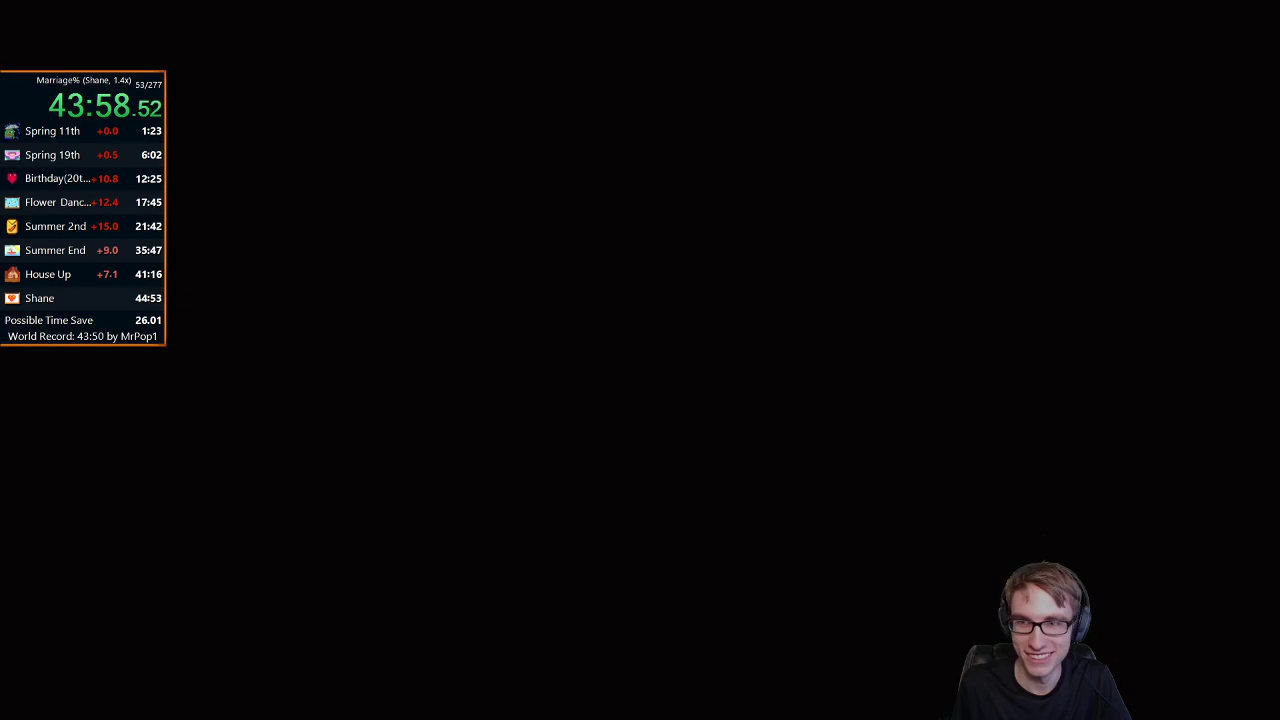 Marriage% (Shane, 1.4x) 53/277
43:58.52
Spring 11th +0.0 1:23
Spring 19th +0.5 6:02
Birthday(20t... +10.8 12:25
Flower Danc... +12.4 17:45
Summer 2nd +15.0 21:42
Summer End +9.0 35:47
House Up +7.1 41:16
Shane 44:53
Possible Time Save 26.01
World Record: 43:50 by MrPop1